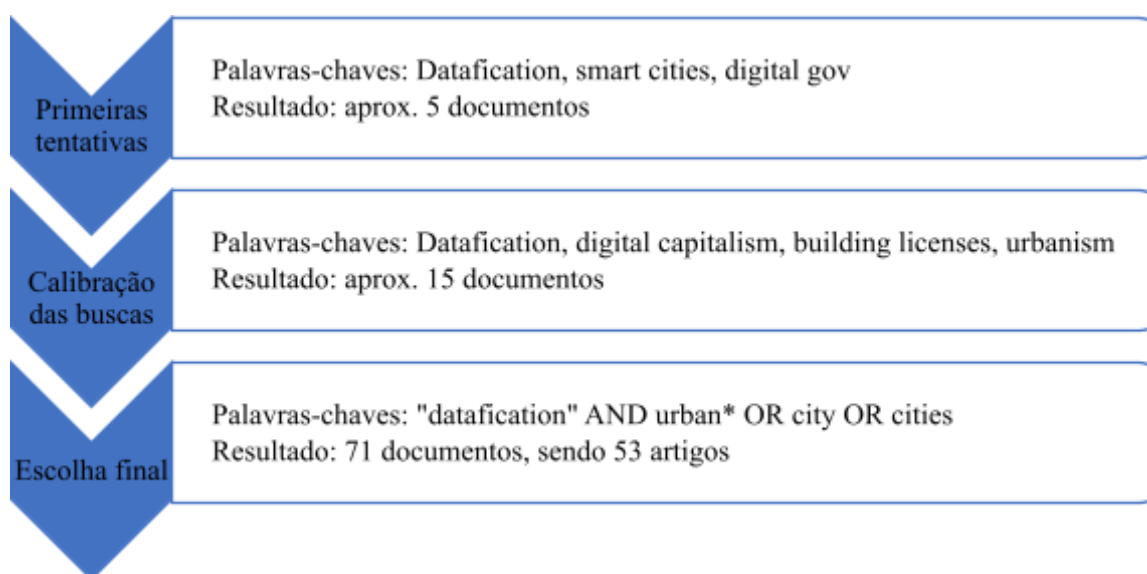 Primeiras
tentativas
Palavras-chaves: Datafication, smart cities, digital gov
Resultado: aprox. 5 documentos
Calibração
das buscas
Palavras-chaves: Datafication, digital capitalism, building licenses, urbanism
Resultado: aprox. 15 documentos
Escolha final
Palavras-chaves: "datafication" AND urban* OR city OR cities
Resultado: 71 documentos, sendo 53 artigos